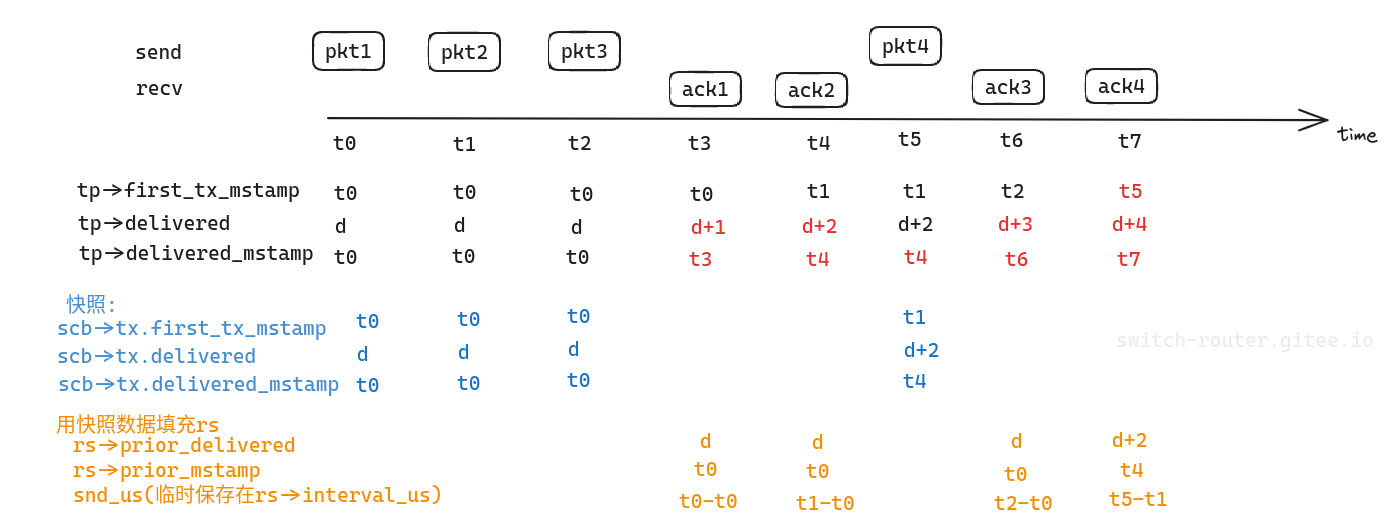 send pkt1 pkt2 pkt3 pkt4
recv ack1 ack2 ack3 ack4
time
t0 t1 t2 t3 t4 t5 t6 t7
tp->first_tx_mstamp t0 t0 t0 t0 t1 t1 t2 t5
tp->delivered d d d d+1 d+2 d+2 d+3 d+4
tp->delivered_mstamp t0 t0 t0 t3 t4 t4 t6 t7
快照:
scb->tx.first_tx_mstamp t0 t0 t0 t1
scb->tx.delivered d d d d+2
scb->tx.delivered_mstamp t0 t0 t0 t4
switch-router.gitee.io
用快照数据填充rs
rs->prior_delivered d d d d+2
rs->prior_mstamp t0 t0 t0 t4
snd_us(临时保存在rs->interval_us) t0-t0 t1-t0 t2-t0 t5-t1